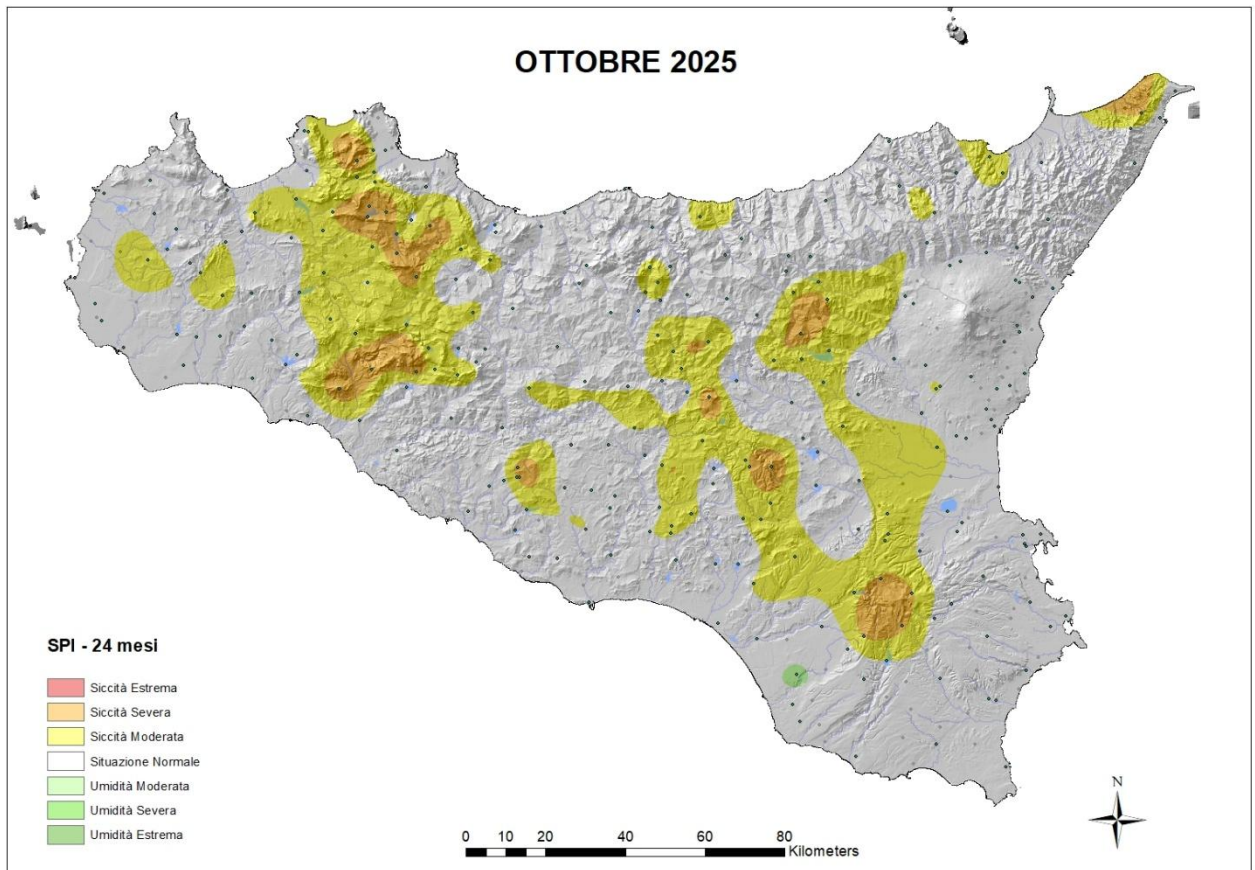 OTTOBRE 2025
SPI - 24 mesi
Siccità Estrema
Siccità Severa
Siccità Moderata
Situazione Normale
Umidità Moderata
Umidità Severa
Umidità Estrema
0 10 20 40 60 80
Kilometers
N